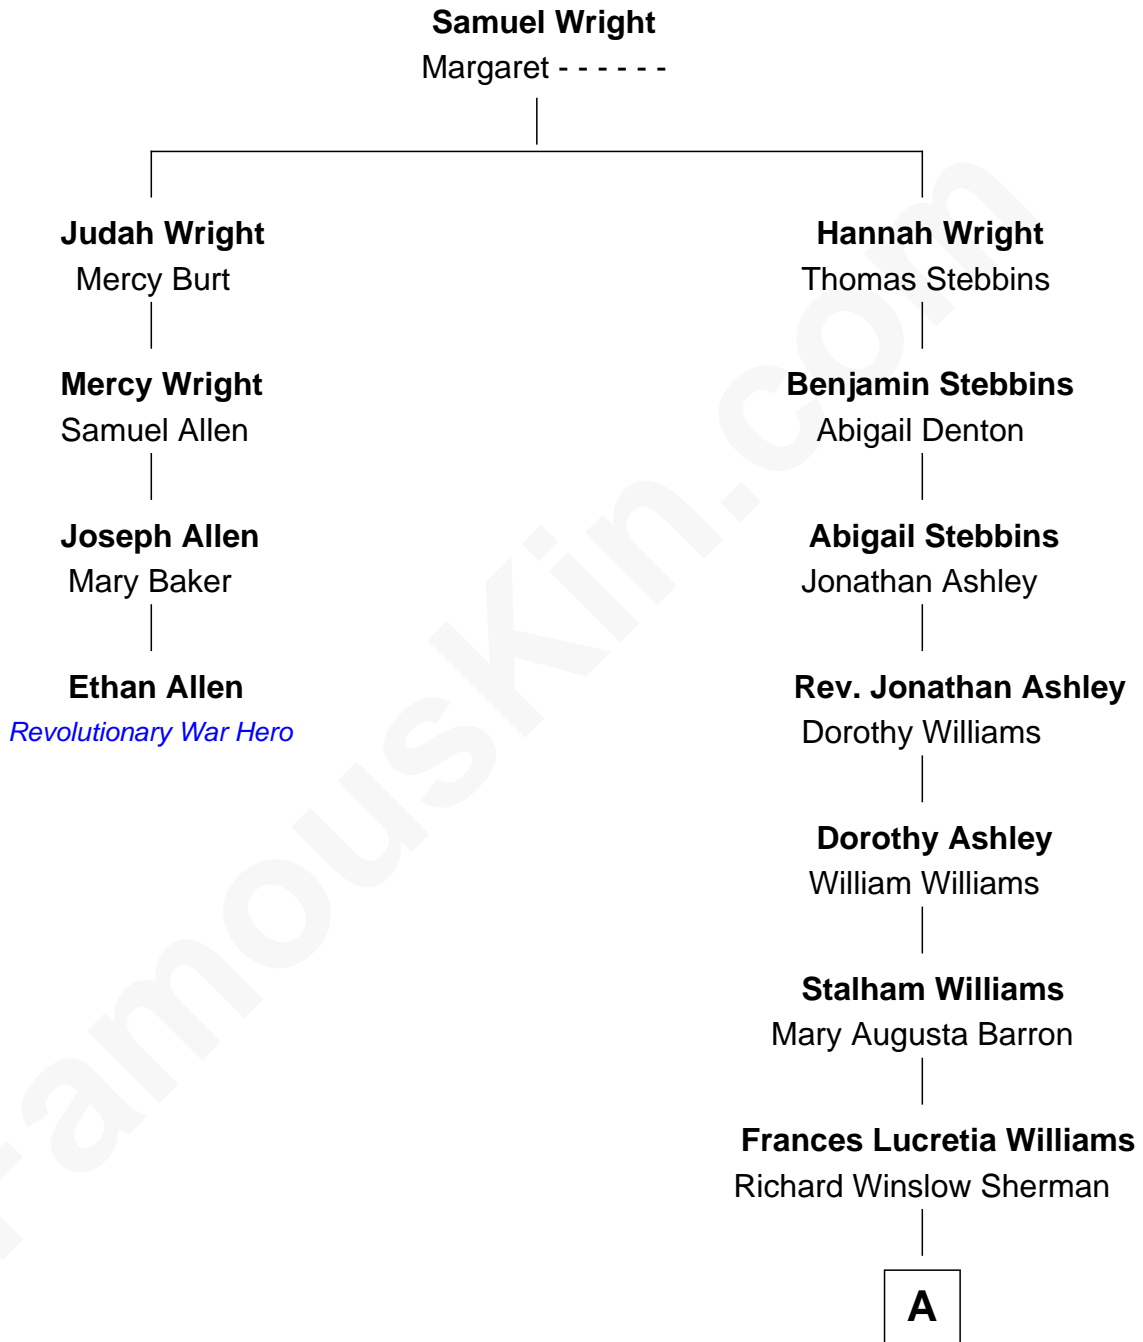 Samuel Wright
Margaret - - - - - -
Judah Wright
Mercy Burt
Hannah Wright
Thomas Stebbins
Mercy Wright
Samuel Allen
Benjamin Stebbins
Abigail Denton
Joseph Allen
Mary Baker
Abigail Stebbins
Jonathan Ashley
Ethan Allen
Revolutionary War Hero
Rev. Jonathan Ashley
Dorothy Williams
Dorothy Ashley
William Williams
Stalham Williams
Mary Augusta Barron
Frances Lucretia Williams
Richard Winslow Sherman
A
FamousKin.com